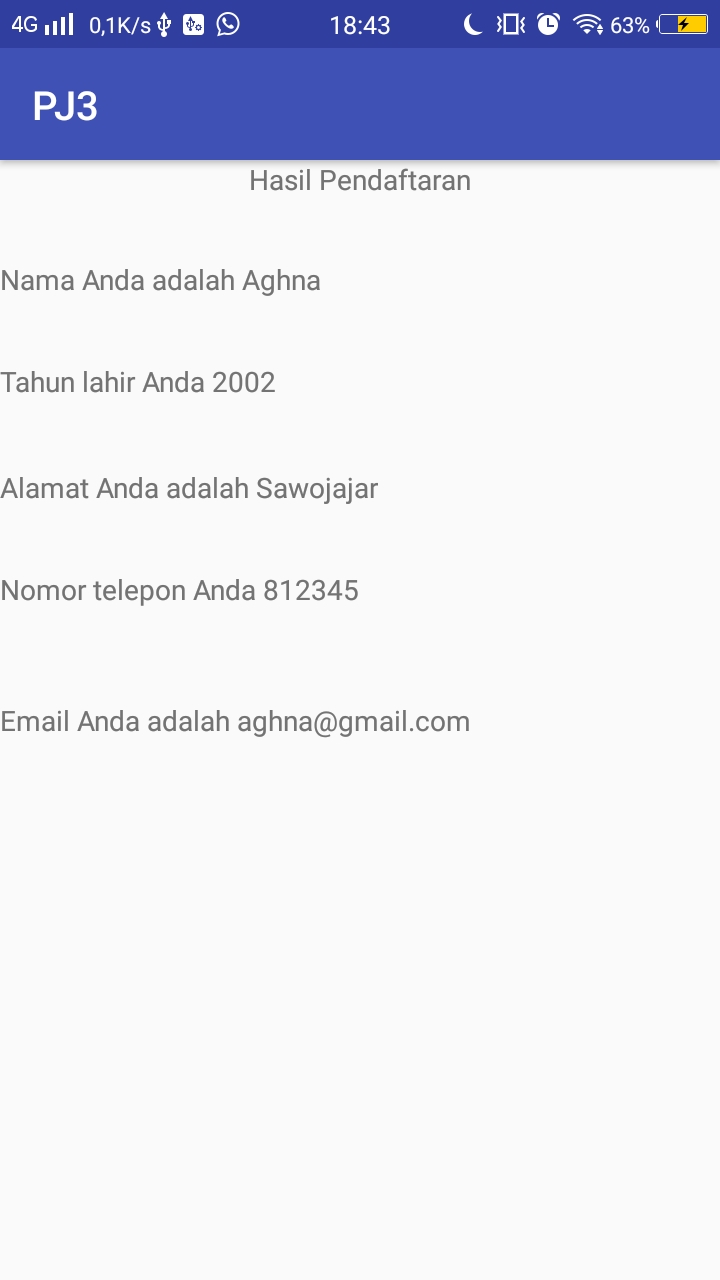 4G 0,1K/s 18:43 63%
PJ3
Hasil Pendaftaran
Nama Anda adalah Aghna
Tahun lahir Anda 2002
Alamat Anda adalah Sawojajar
Nomor telepon Anda 812345
Email Anda adalah aghna@gmail.com